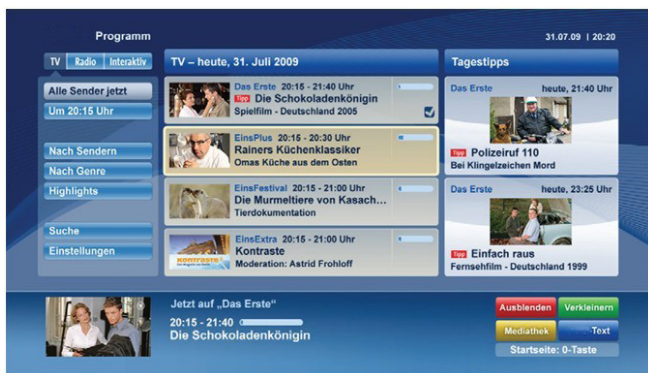 Programm
31.07.09 | 20:20
TV Radio Interaktiv
TV – heute, 31. Juli 2009
Tagestipps
Alle Sender jetzt
Um 20:15 Uhr
Nach Sendern
Nach Genre
Highlights
Suche
Einstellungen
Das Erste 20:15 - 21:40 Uhr
Tipp Die Schokoladenkönigin
Spielfilm - Deutschland 2005
EinsPlus 20:15 - 20:30 Uhr
Rainers Küchenklassiker
Omas Küche aus dem Osten
EinsFestival 20:15 - 21:00 Uhr
Die Murmeltiere von Kasach...
Tierdokumentation
KONTRASTE
EinsExtra 20:15 - 21:00 Uhr
Kontraste
Moderation: Astrid Frohloff
Das Erste heute, 21:40 Uhr
Tipp Polizeiruf 110
Bei Klingelzeichen Mord
Das Erste heute, 23:25 Uhr
Tipp Einfach raus
Fernsehfilm - Deutschland 1999
Jetzt auf „Das Erste“
20:15 - 21:40
Die Schokoladenkönigin
Ausblenden Verkleinern
Mediathek Text
Startseite: 0-Taste